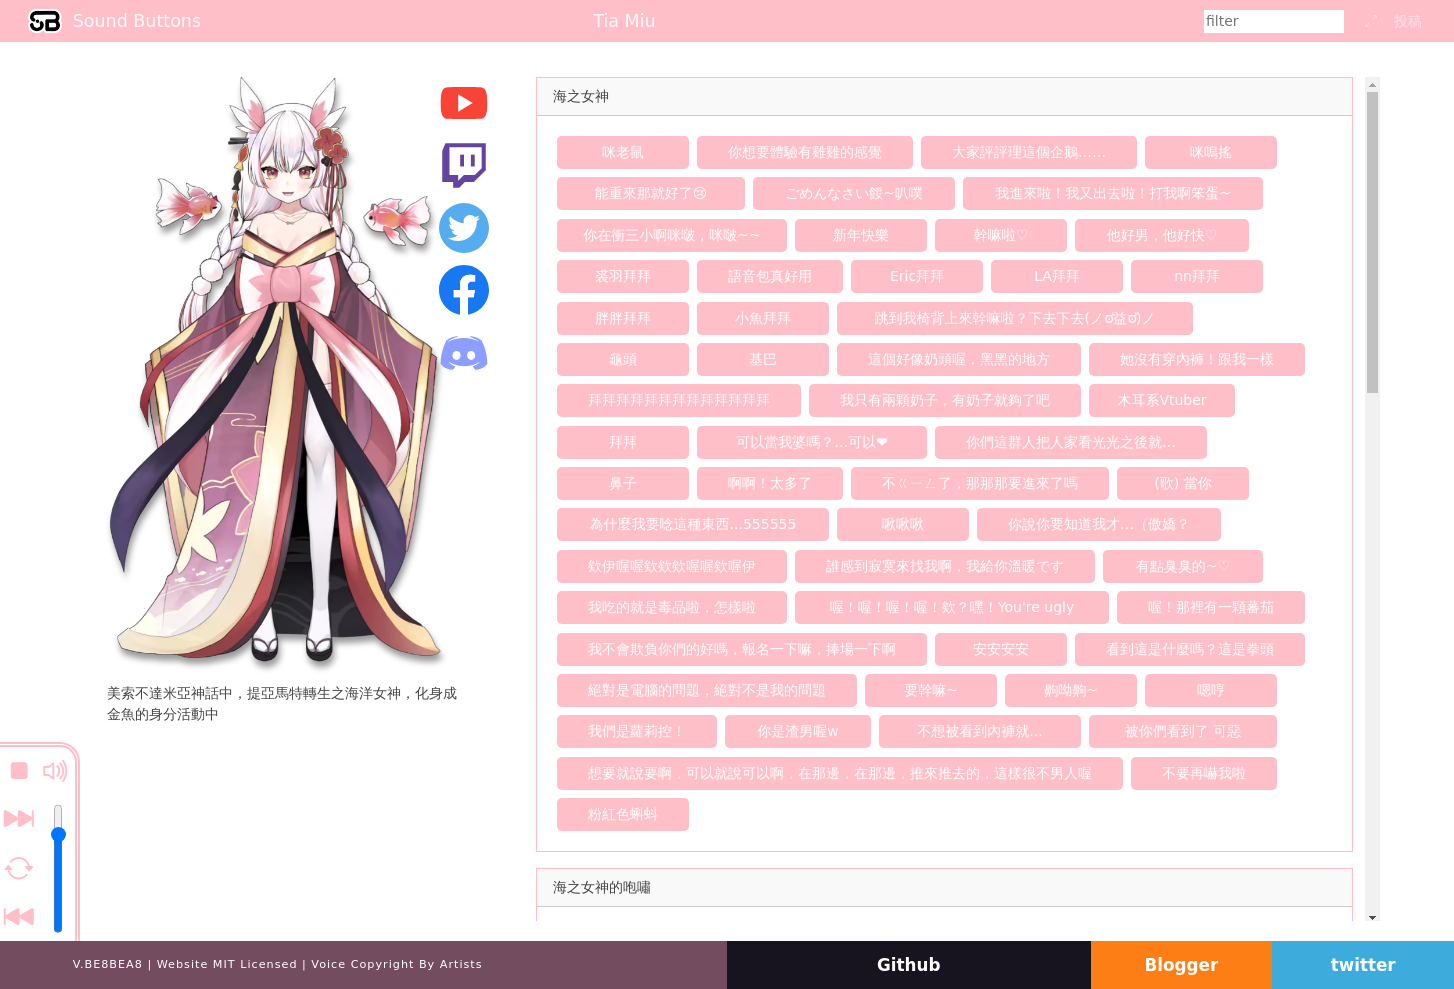 SB Sound Buttons Tia Miu filter 投稿
海之女神
咪老鼠 你想要體驗有雞雞的感覺 大家評評理這個企鵝…… 咪嗚搖
能重來那就好了😢 ごめんなさい餒~叭噗 我進來啦！我又出去啦！打我啊笨蛋~
你在衝三小啊咪啵，咪啵~~ 新年快樂 幹嘛啦♡ 他好男，他好快♡
裘羽拜拜 語音包真好用 Eric拜拜 LA拜拜 nn拜拜
胖胖拜拜 小魚拜拜 跳到我椅背上來幹嘛啦？下去下去(ノಠ益ಠ)ノ
龜頭 基巴 這個好像奶頭喔，黑黑的地方 她沒有穿內褲！跟我一樣
拜拜拜拜拜拜拜拜拜拜拜拜拜 我只有兩顆奶子，有奶子就夠了吧 木耳系Vtuber
拜拜 可以當我婆嗎？…可以❤ 你們這群人把人家看光光之後就…
鼻子 啊啊！太多了 不ㄍㄧㄥ了，那那那要進來了嗎 (歌) 當你
為什麼我要唸這種東西…555555 啾啾啾 你說你要知道我才…（傲嬌？
欸伊喔喔欸欸欸喔喔欸喔伊 誰感到寂寞來找我啊，我給你溫暖です 有點臭臭的~♡
我吃的就是毒品啦，怎樣啦 喔！喔！喔！喔！欸？嘿！You're ugly 喔！那裡有一顆蕃茄
我不會欺負你們的好嗎，報名一下嘛，捧場一下啊 安安安安 看到這是什麼嗎？這是拳頭
絕對是電腦的問題，絕對不是我的問題 要幹嘛~ 齁呦齁~ 嗯哼
我們是蘿莉控！ 你是渣男喔w 不想被看到內褲就… 被你們看到了 可惡
想要就說要啊，可以就說可以啊，在那邊，在那邊，推來推去的，這樣很不男人喔 不要再嚇我啦
粉紅色蝌蚪
美索不達米亞神話中，提亞馬特轉生之海洋女神，化身成
金魚的身分活動中
海之女神的咆嘯
V.BE8BEA8 | Website MIT Licensed | Voice Copyright By Artists Github Blogger twitter